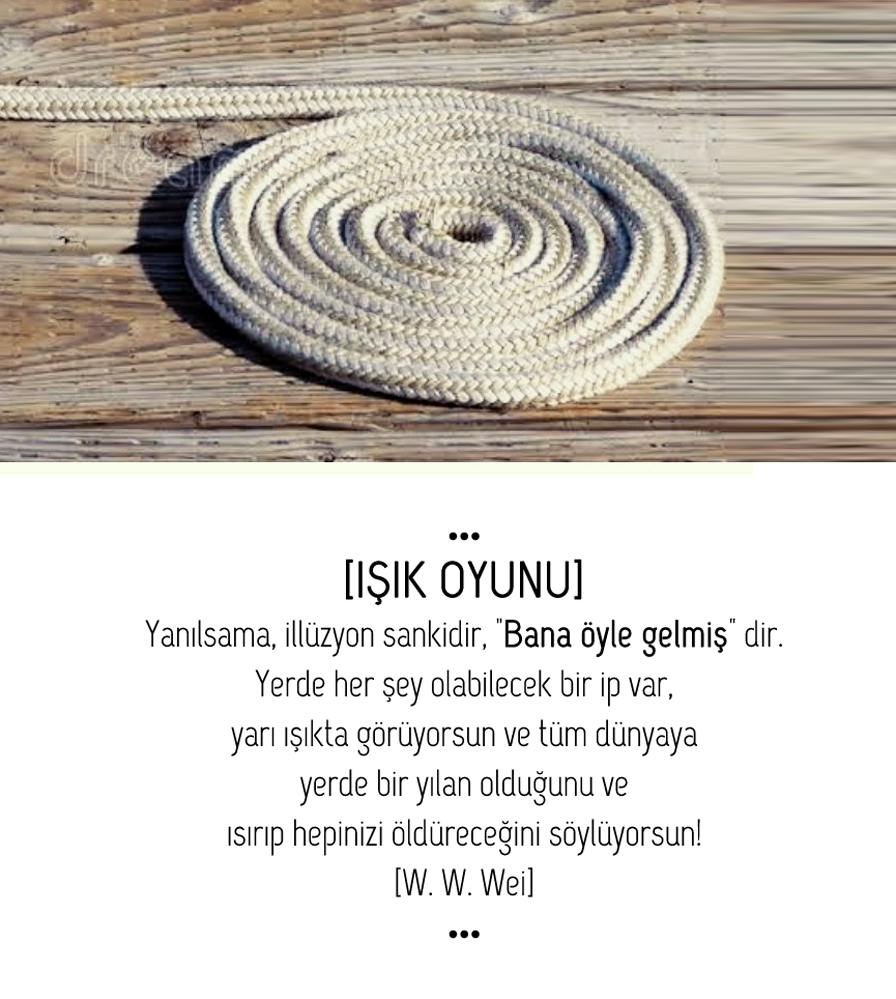 •••
[IŞIK OYUNU]
Yanılsama, illüzyon sankidir, "Bana öyle gelmiş" dir.
Yerde her şey olabilecek bir ip var,
yarı ışıkta görüyorsun ve tüm dünyaya
yerde bir yılan olduğunu ve
ısırıp hepinizi öldüreceğini söylüyorsun!
[W. W. Wei]
•••